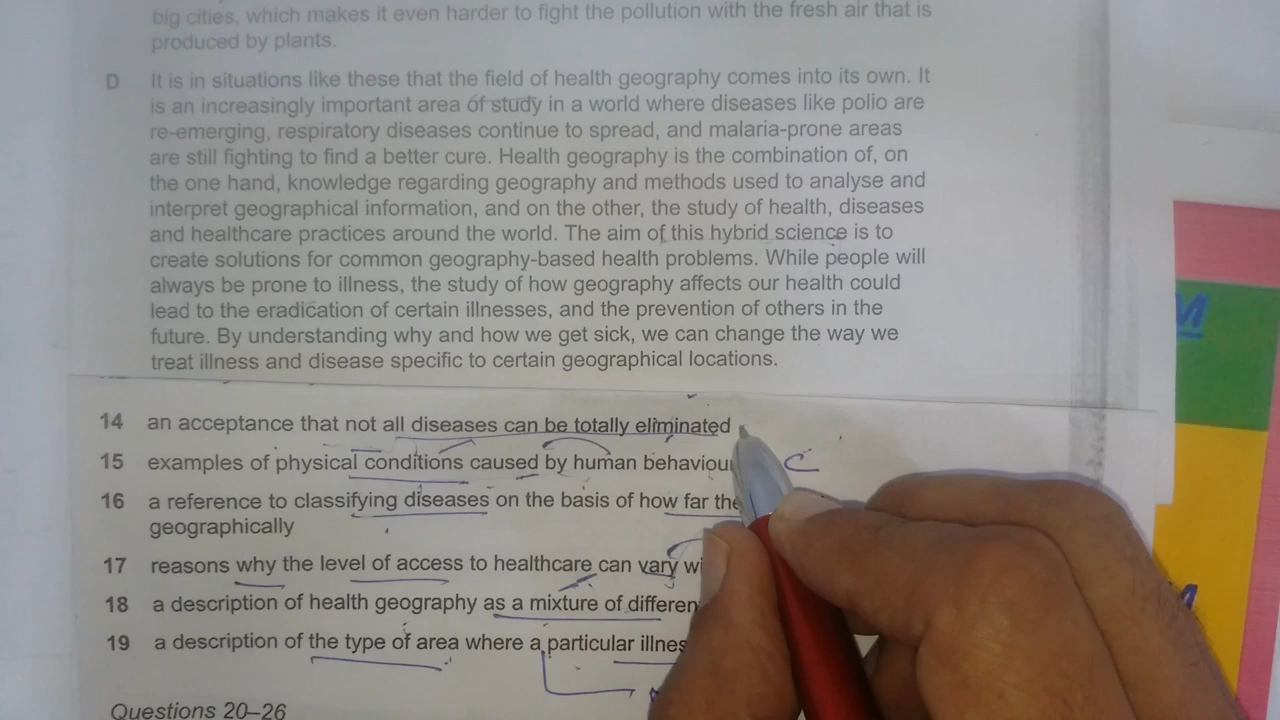 big cities, which makes it even harder to fight the pollution with the fresh air that is
produced by plants.
D It is in situations like these that the field of health geography comes into its own. It
is an increasingly important area of study in a world where diseases like polio are
re-emerging, respiratory diseases continue to spread, and malaria-prone areas
are still fighting to find a better cure. Health geography is the combination of, on
the one hand, knowledge regarding geography and methods used to analyse and
interpret geographical information, and on the other, the study of health, diseases
and healthcare practices around the world. The aim of this hybrid science is to
create solutions for common geography-based health problems. While people will
always be prone to illness, the study of how geography affects our health could
lead to the eradication of certain illnesses, and the prevention of others in the
future. By understanding why and how we get sick, we can change the way we
treat illness and disease specific to certain geographical locations.
14 an acceptance that not all diseases can be totally eliminated
15 examples of physical conditions caused by human behaviou C
16 a reference to classifying diseases on the basis of how far the
geographically
17 reasons why the level of access to healthcare can vary wi
18 a description of health geography as a mixture of differen
19 a description of the type of area where a particular illnes
Questions 20–26
M